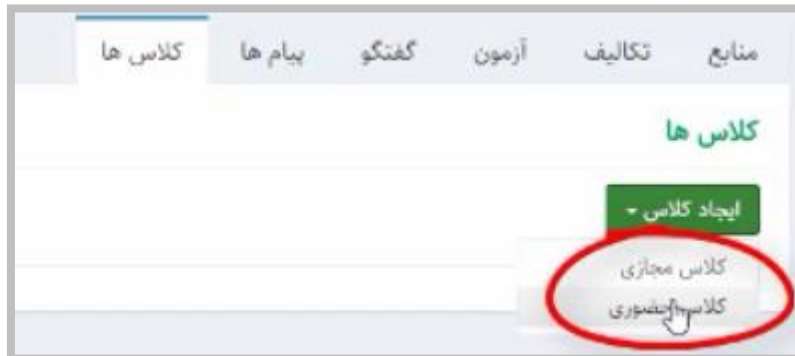 منابع تکالیف آزمون گفتگو پیام ها کلاس ها
کلاس ها
ایجاد کلاس
کلاس مجازی
کلاس حضوری